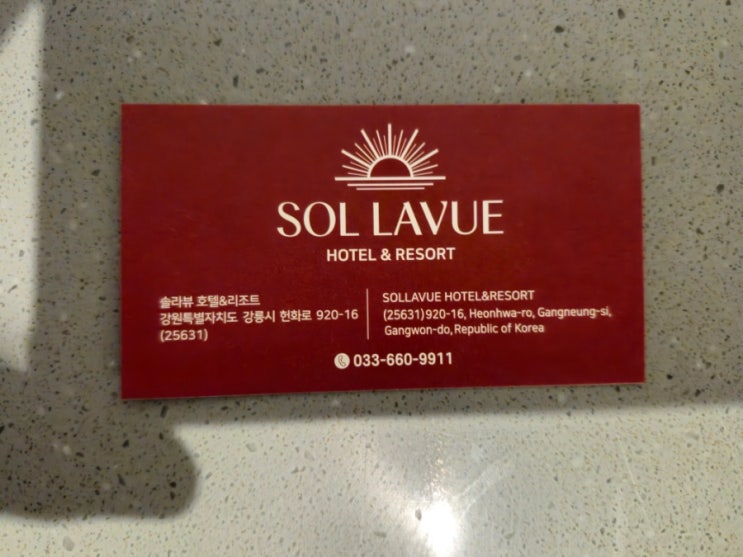 SOL LAVUE
HOTEL & RESORT
솔라뷰 호텔&리조트
강원특별자치도 강릉시 헌화로 920-16
(25631)
SOLLAVUE HOTEL&RESORT
(25631)920-16, Heonhwa-ro, Gangneung-si,
Gangwon-do, Republic of Korea
033-660-9911